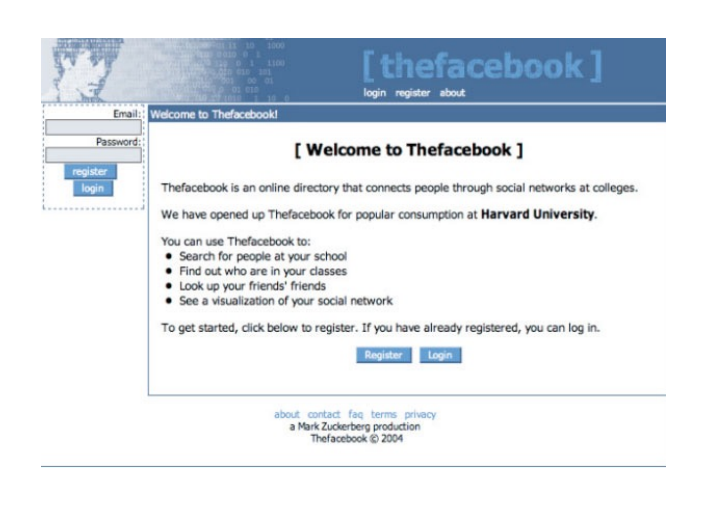 [ thefacebook ]
login register about
Email:
Password:
register
login
Welcome to Thefacebook!
[ Welcome to Thefacebook ]
Thefacebook is an online directory that connects people through social networks at colleges.
We have opened up Thefacebook for popular consumption at Harvard University.
You can use Thefacebook to:
• Search for people at your school
• Find out who are in your classes
• Look up your friends' friends
• See a visualization of your social network
To get started, click below to register. If you have already registered, you can log in.
Register Login
about contact faq terms privacy
a Mark Zuckerberg production
Thefacebook © 2004